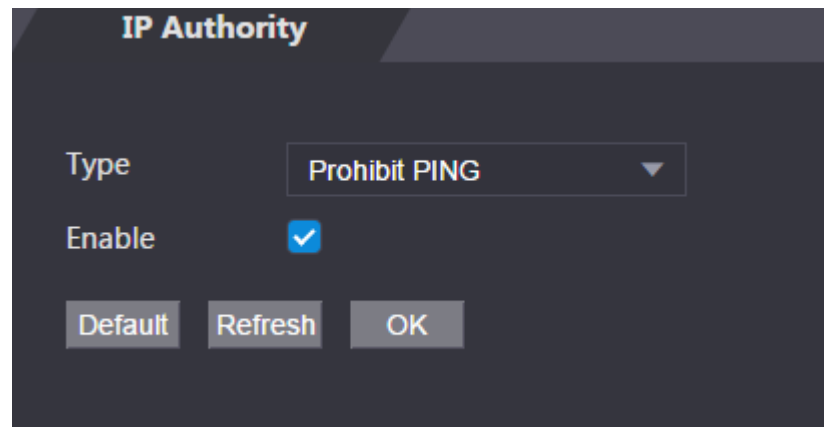 IP Authority
Type Prohibit PING
Enable
Default Refresh OK